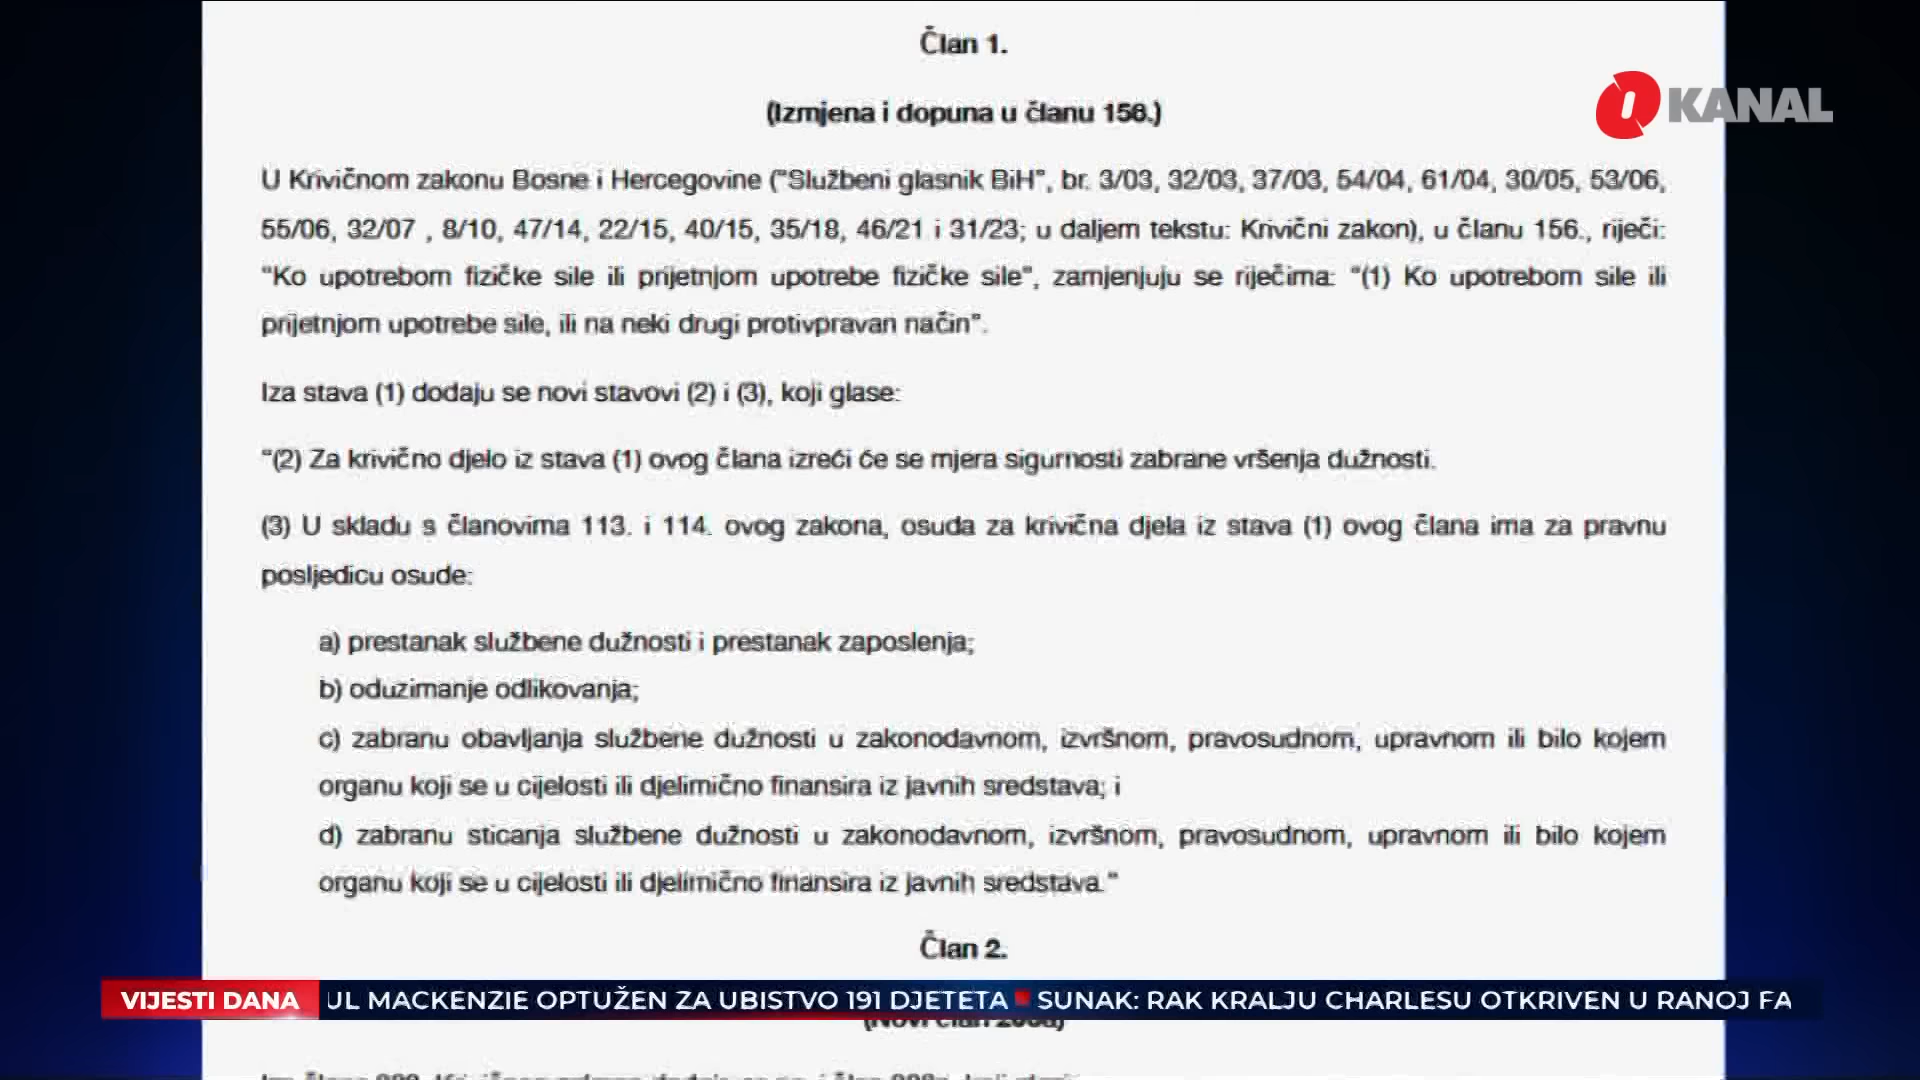 Član 1.
(Izmjena i dopuna u članu 156.)
U Krivičnom zakonu Bosne i Hercegovine ("Službeni glasnik BiH", br. 3/03, 32/03, 37/03, 54/04, 61/04, 30/05, 53/06,
55/06, 32/07 , 8/10, 47/14, 22/15, 40/15, 35/18, 46/21 i 31/23; u daljem tekstu: Krivični zakon), u članu 156., riječi:
"Ko upotrebom fizičke sile ili prijetnjom upotrebe fizičke sile", zamjenjuju se riječima: "(1) Ko upotrebom sile ili
prijetnjom upotrebe sile, ili na neki drugi protivpravan način".
Iza stava (1) dodaju se novi stavovi (2) i (3), koji glase:
"(2) Za krivično djelo iz stava (1) ovog člana izreći će se mjera sigurnosti zabrane vršenja dužnosti.
(3) U skladu s članovima 113. i 114. ovog zakona, osuda za krivična djela iz stava (1) ovog člana ima za pravnu
posljedicu osude:
a) prestanak službene dužnosti i prestanak zaposlenja;
b) oduzimanje odlikovanja;
c) zabranu obavljanja službene dužnosti u zakonodavnom, izvršnom, pravosudnom, upravnom ili bilo kojem
organu koji se u cijelosti ili djelimično finansira iz javnih sredstava; i
d) zabranu sticanja službene dužnosti u zakonodavnom, izvršnom, pravosudnom, upravnom ili bilo kojem
organu koji se u cijelosti ili djelimično finansira iz javnih sredstava."
Član 2.
O KANAL
VIJESTI DANA
UL MACKENZIE OPTUŽEN ZA UBISTVO 191 DJETETA SUNAK: RAK KRALJU CHARLESU OTKRIVEN U RANOJ FA